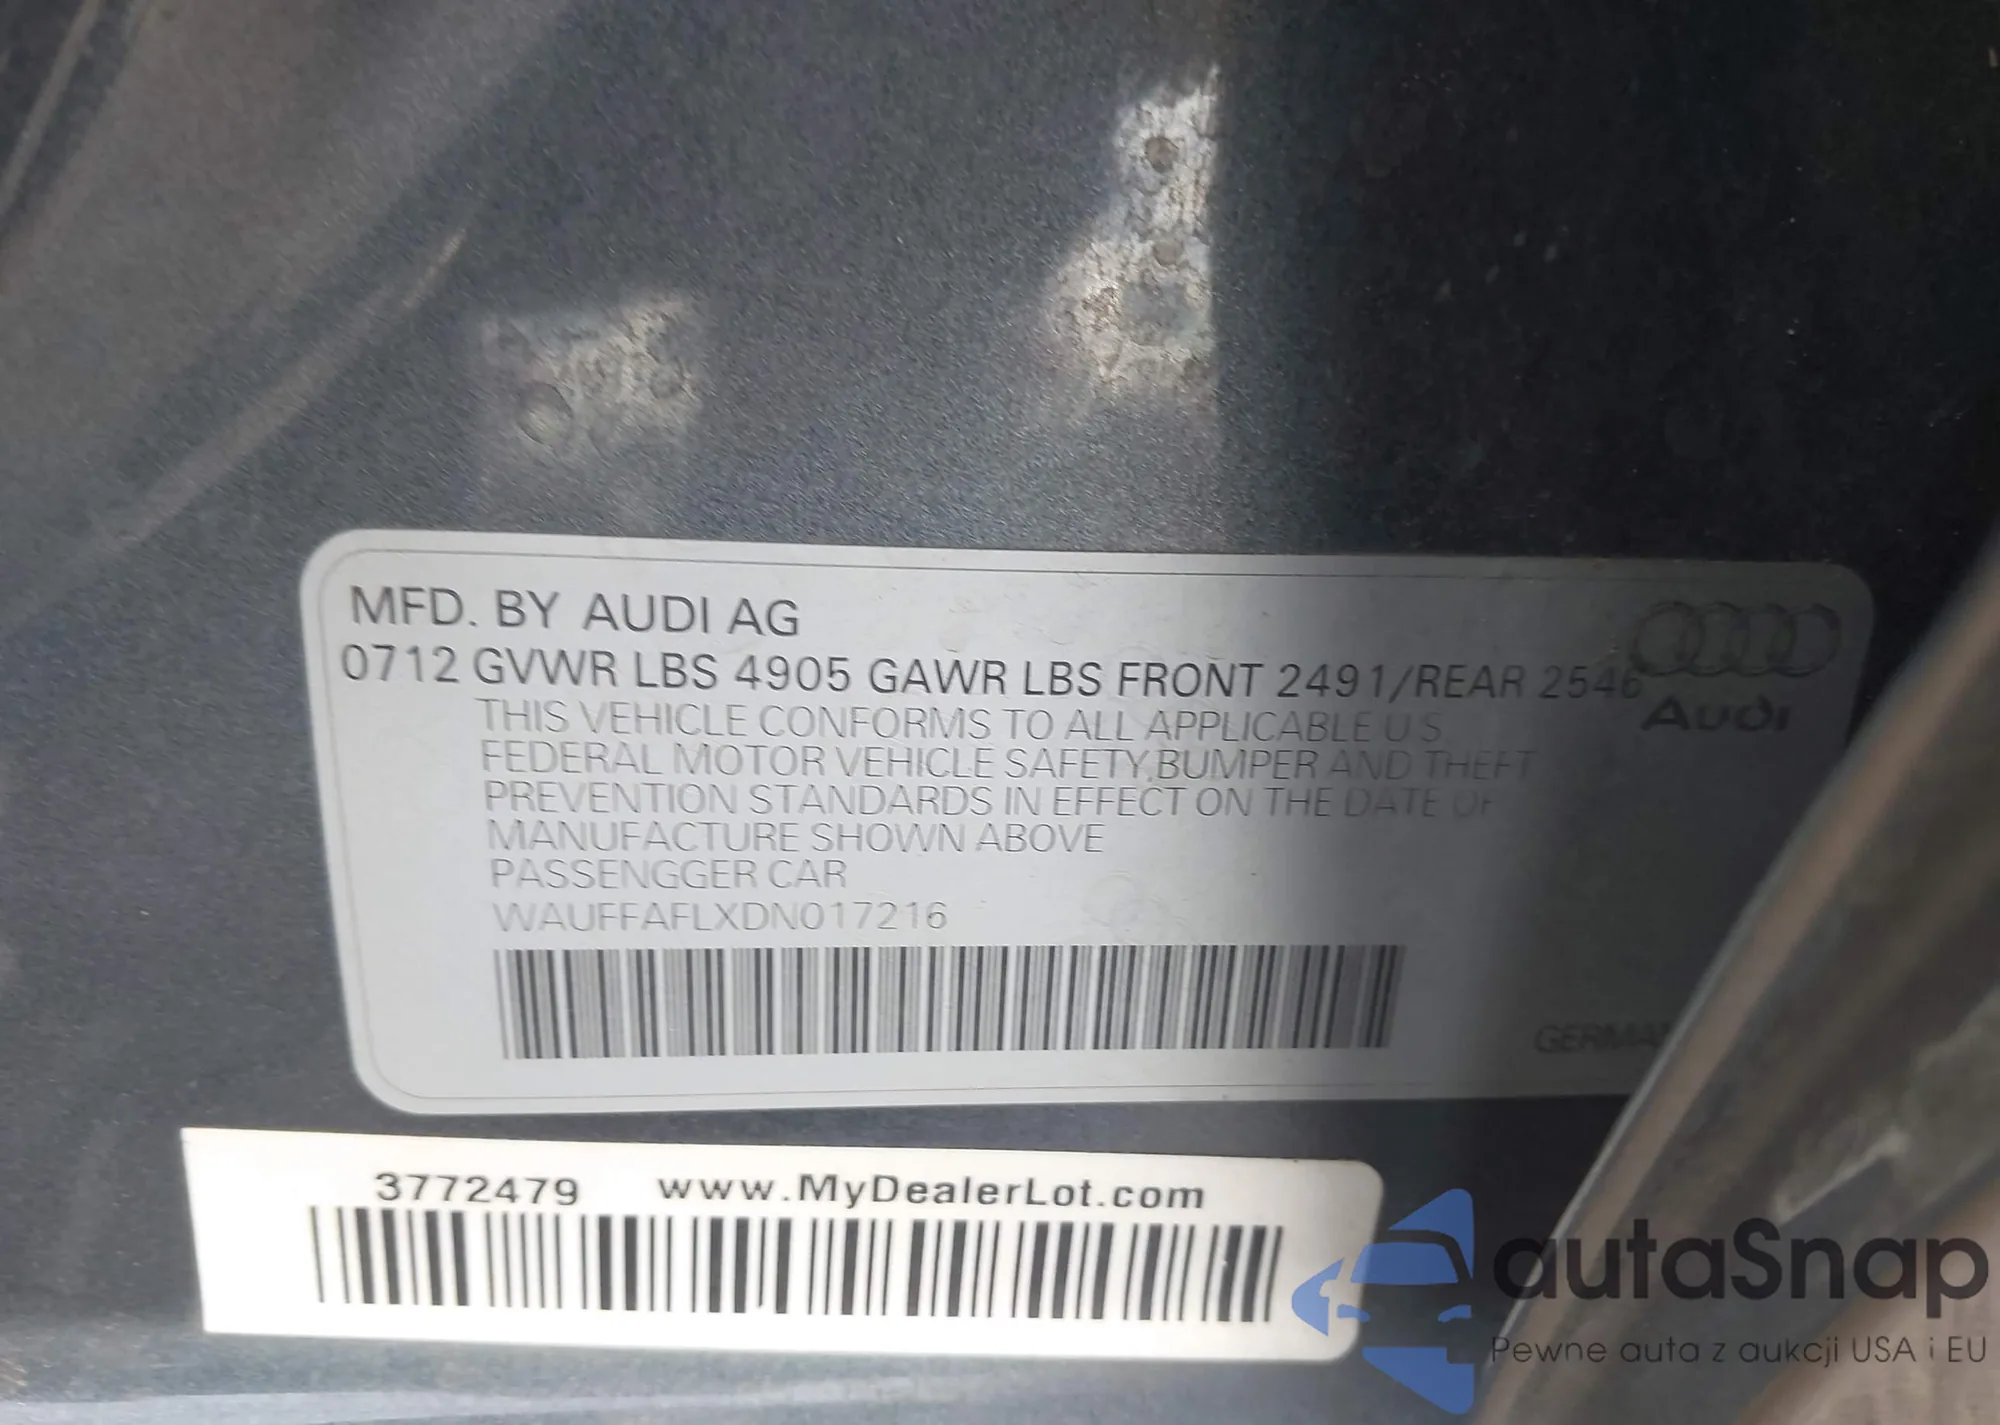 MFD. BY AUDI AG
0712 GVWR LBS 4905 GAWR LBS FRONT 2491/REAR 2546
Audi
THIS VEHICLE CONFORMS TO ALL APPLICABLE U S
FEDERAL MOTOR VEHICLE SAFETY,BUMPER AND THEFT
PREVENTION STANDARDS IN EFFECT ON THE DATE OF
MANUFACTURE SHOWN ABOVE
PASSENGGER CAR
WAUFFAFLXDN017216
GERMA
3772479 www.MyDealerLot.com
autaSnap
Pewne auta z aukcji USA i EU